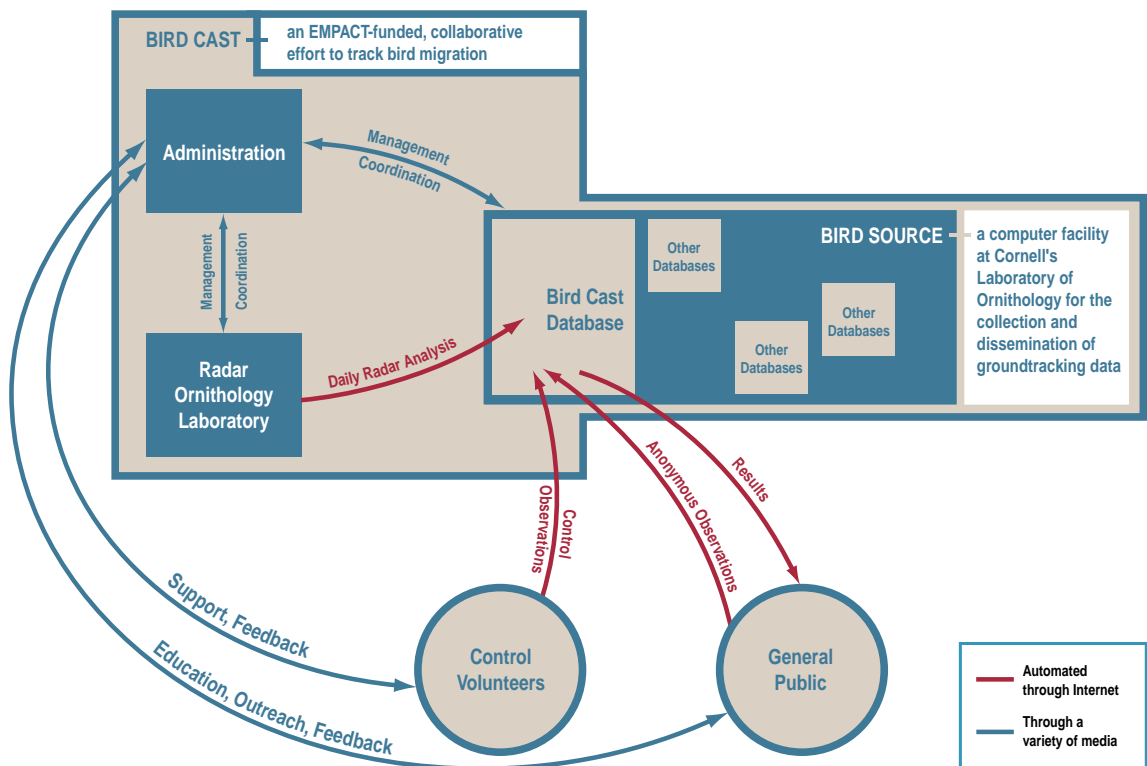 BIRD CAST
an EMPACT-funded, collaborative
effort to track bird migration
Administration
Management
Coordination
Management
Coordination
Radar
Ornithology
Laboratory
Daily Radar Analysis
Bird Cast
Database
Other
Databases
Other
Databases
Other
Databases
BIRD SOURCE
a computer facility
at Cornell's
Laboratory of
Ornithology for the
collection and
dissemination of
groundtracking data
Control
Observations
Anonymous Observations
Results
Support, Feedback
Education, Outreach, Feedback
Control
Volunteers
General
Public
Automated
through Internet
Through a
variety of media